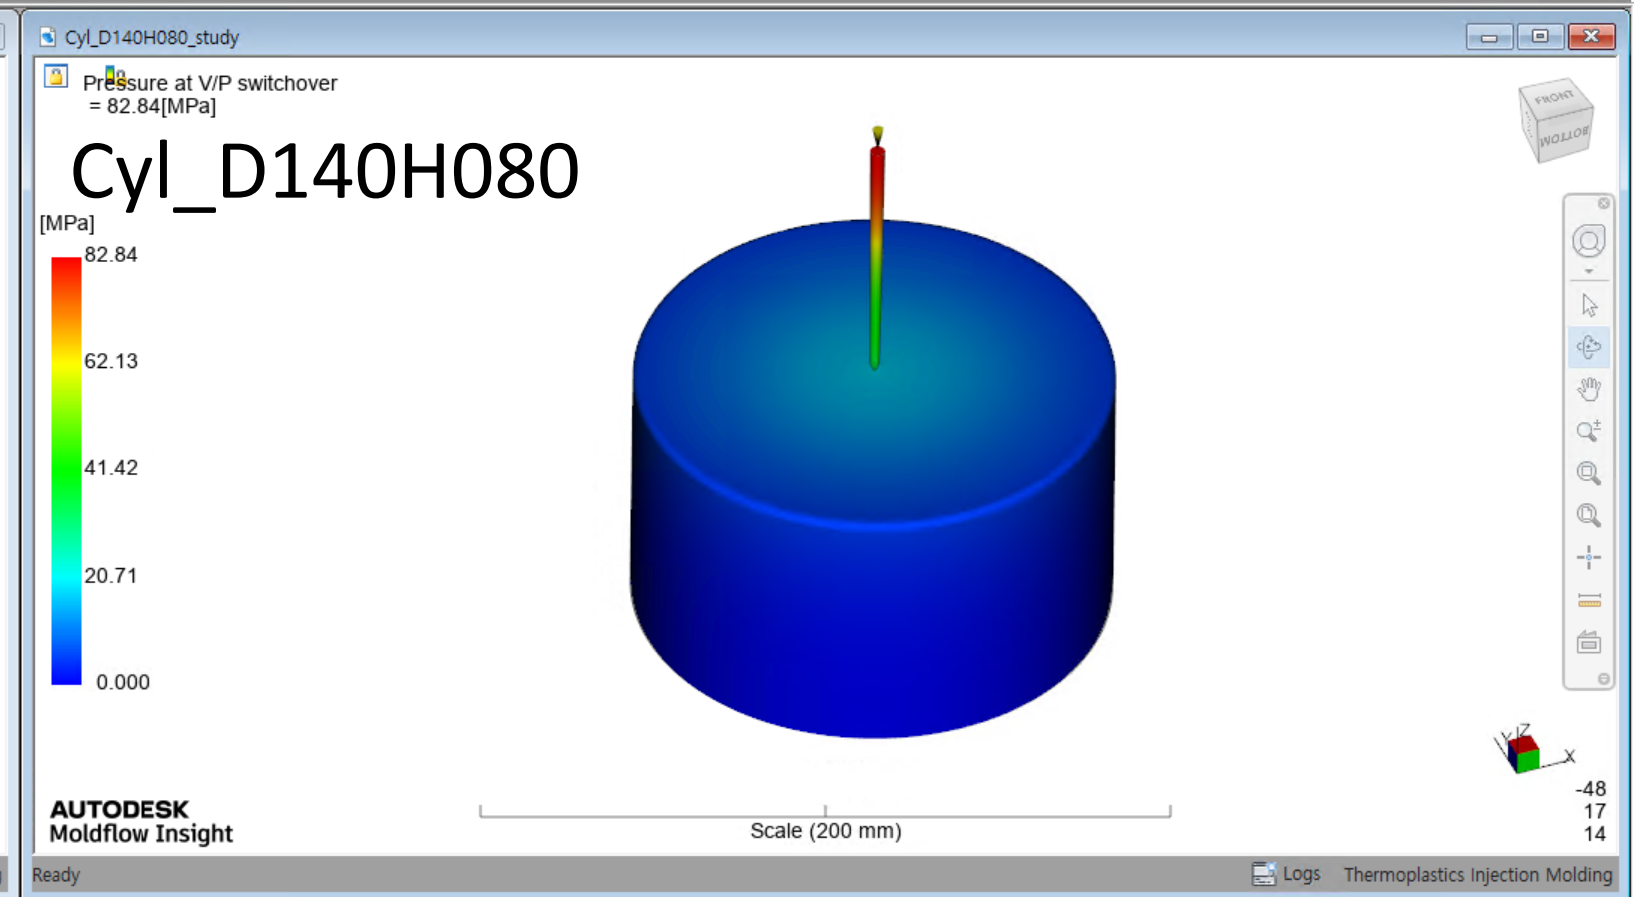 Cyl_D140H080_study
Pressure at V/P switchover
= 82.84[MPa]
Cyl_D140H080
[MPa]
82.84
62.13
41.42
20.71
0.000
FRONT
BOTTOM
Z
Y
X
-48
17
14
AUTODESK
Moldflow Insight
Scale (200 mm)
Ready
Logs
Thermoplastics Injection Molding